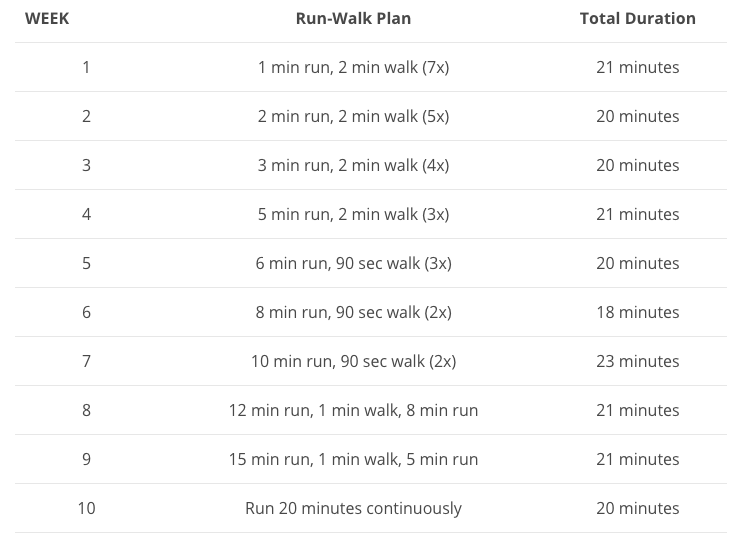 WEEK Run-Walk Plan Total Duration
1 1 min run, 2 min walk (7x) 21 minutes
2 2 min run, 2 min walk (5x) 20 minutes
3 3 min run, 2 min walk (4x) 20 minutes
4 5 min run, 2 min walk (3x) 21 minutes
5 6 min run, 90 sec walk (3x) 20 minutes
6 8 min run, 90 sec walk (2x) 18 minutes
7 10 min run, 90 sec walk (2x) 23 minutes
8 12 min run, 1 min walk, 8 min run 21 minutes
9 15 min run, 1 min walk, 5 min run 21 minutes
10 Run 20 minutes continuously 20 minutes